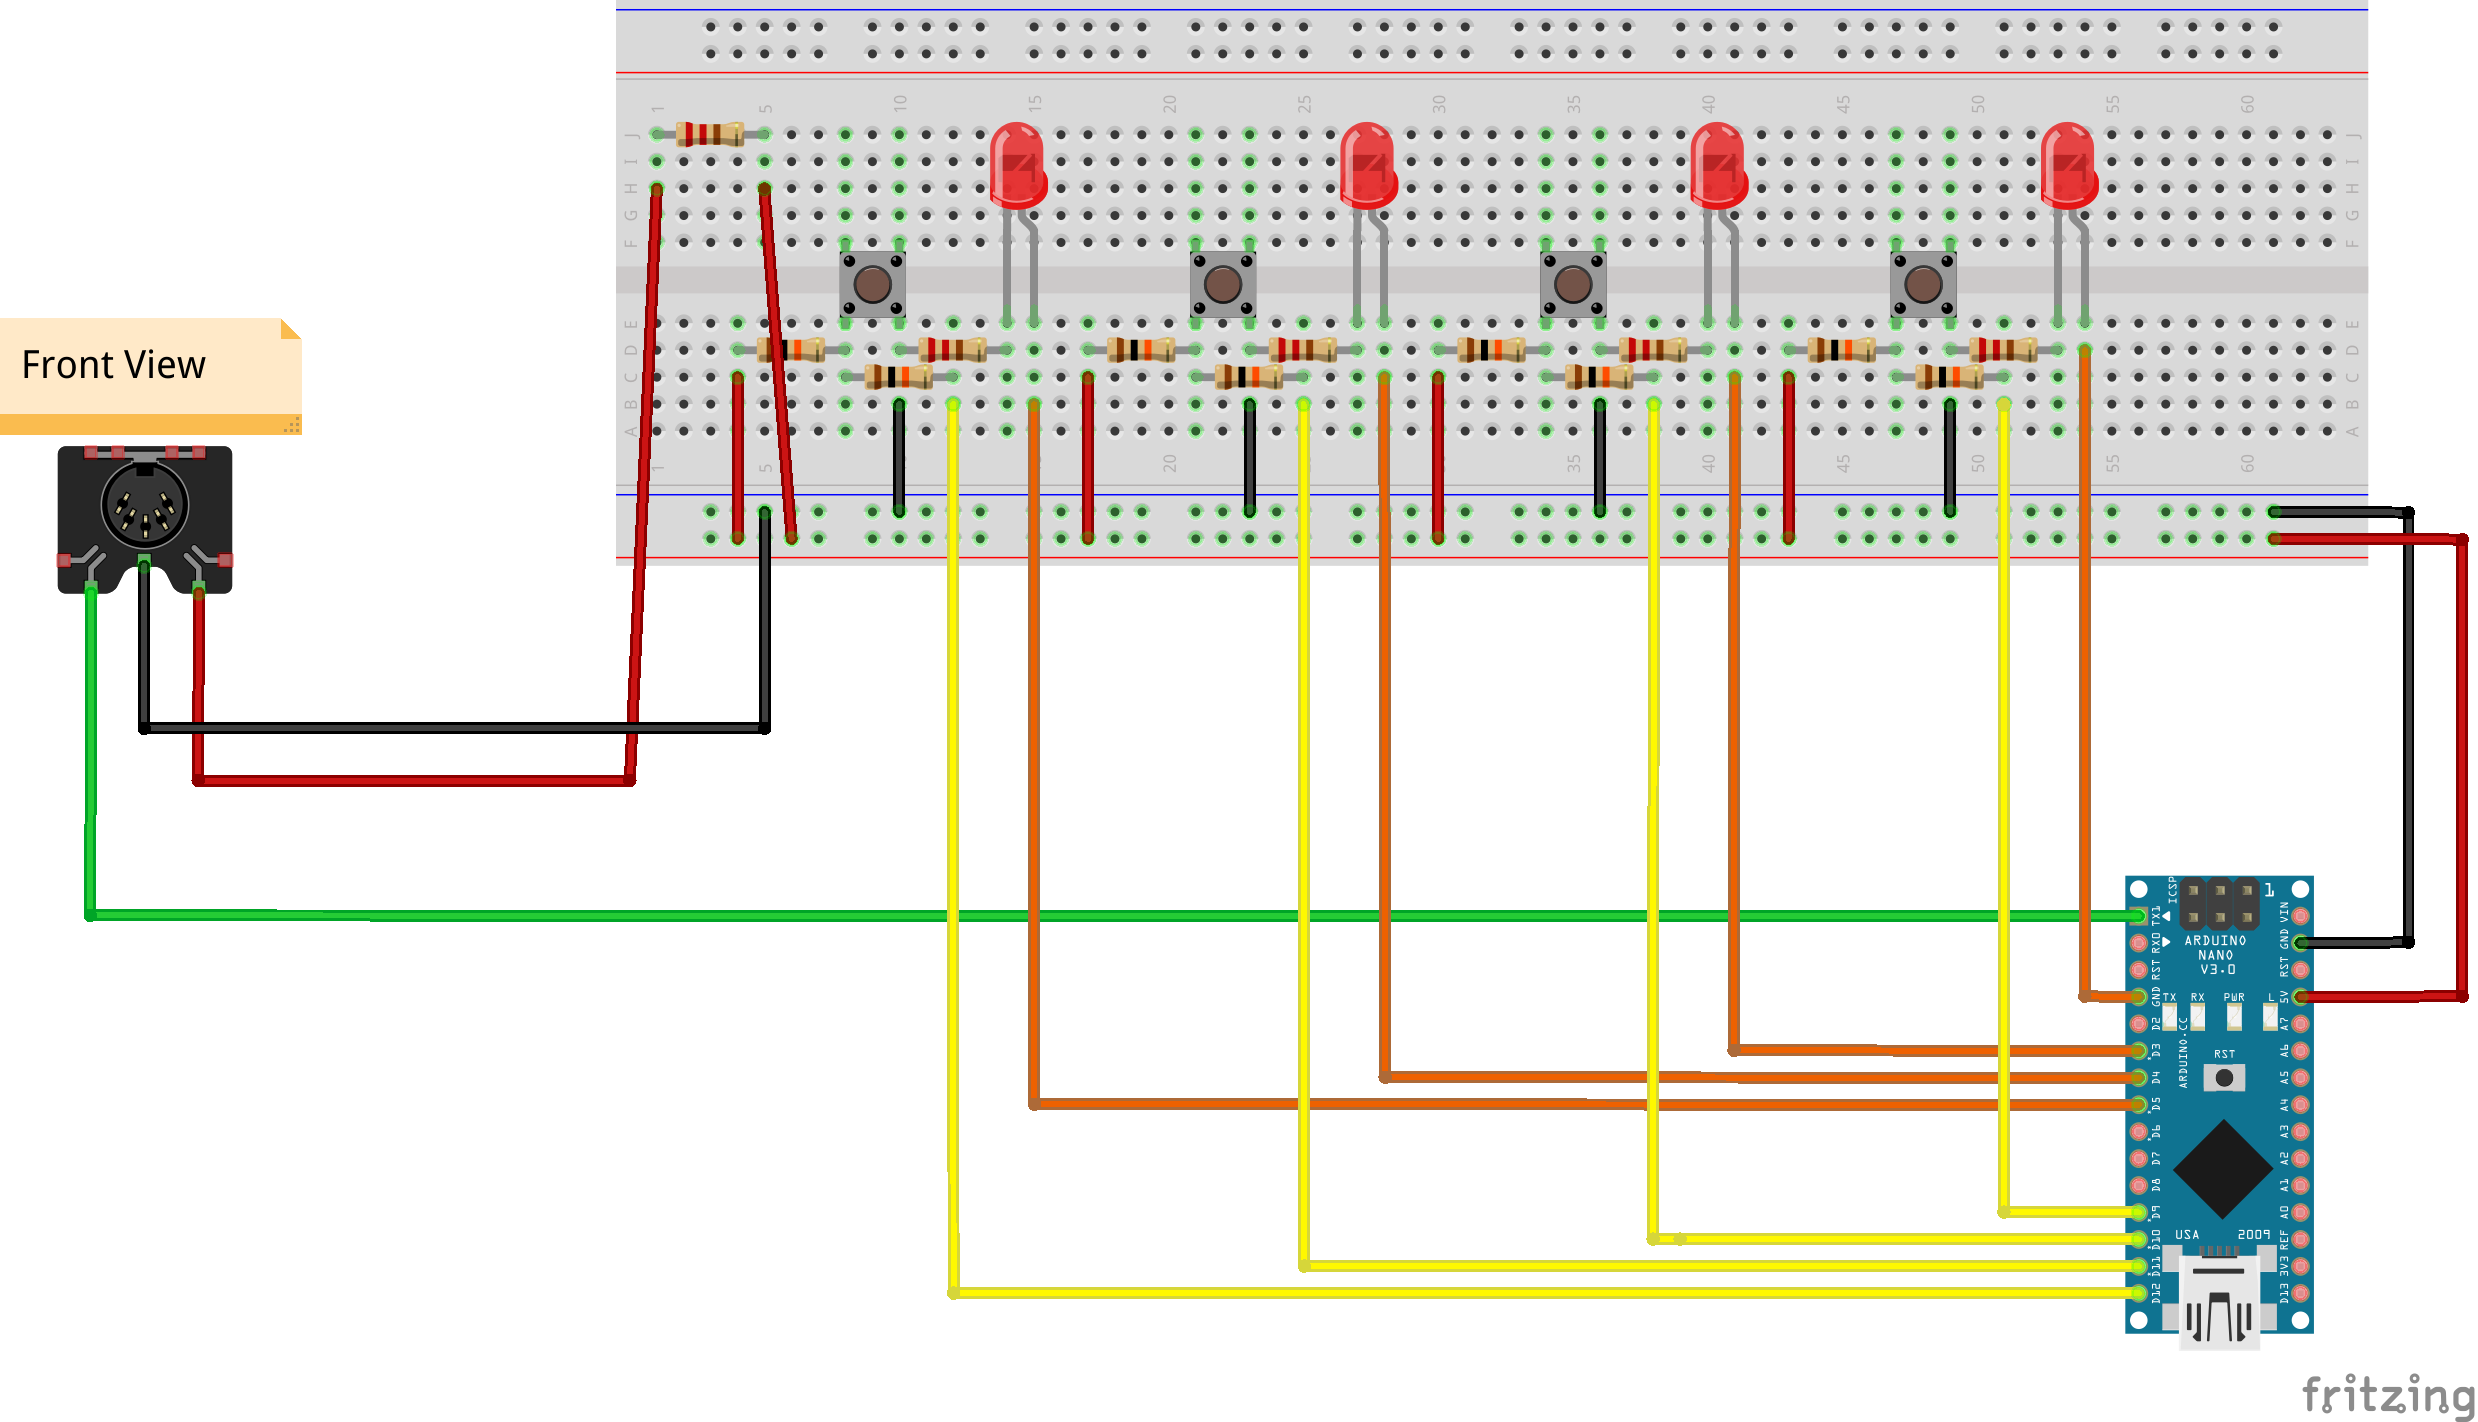 1 5 10 15 20 25 30 35 40 45 50 55 60
J J
I I
H H
G G
F F
E E
D D
C C
B B
A A
1 5 20 35 40 45 50 55 60
Front View
ICSP
1
TX1 VIN
RX0 GND
RST RST
GND 5V
D2 A7
D3 A6
D4 A5
D5 A4
D6 A3
D7 A2
D8 A1
D9 A0
D10 REF
D11 3V3
D12 D13
ARDUINO
NANO
V3.0
TX RX PWR L
ARDUINO.CC
RST
USA 2009
fritzing